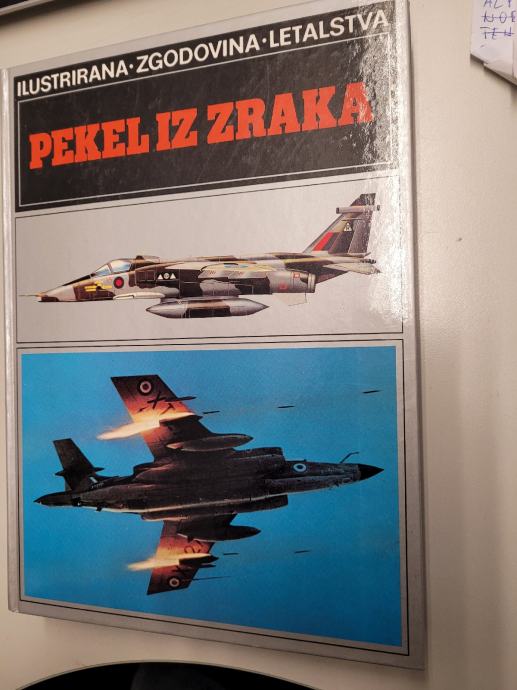 ILUSTRIRANA·ZGODOVINA·LETALSTVA
PEKEL IZ ZRAKA